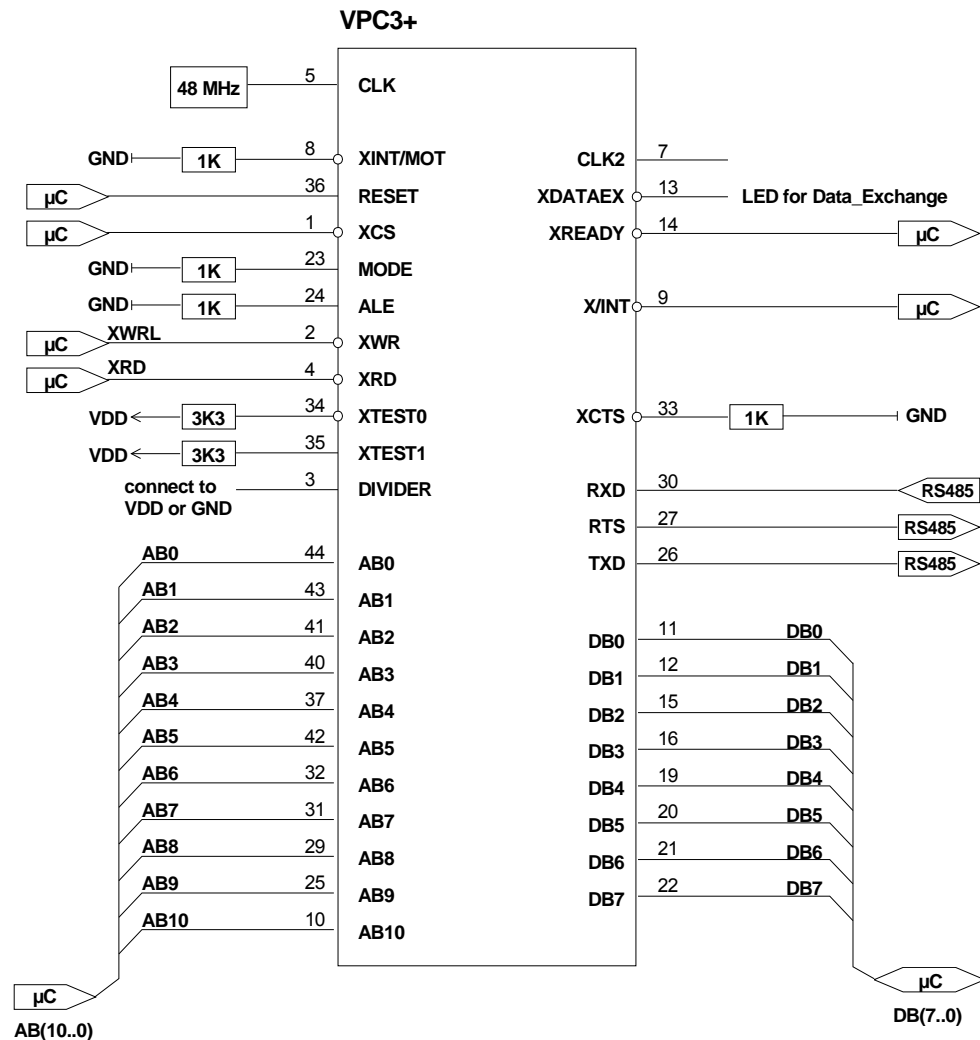 VPC3+
48 MHz 5 CLK
GND 1K 8 XINT/MOT CLK2 7
µC 36 RESET XDATAEX 13 LED for Data_Exchange
µC 1 XCS XREADY 14 µC
GND 1K 23 MODE
GND 1K 24 ALE X/INT 9 µC
µC XWRL 2 XWR
µC XRD 4 XRD
VDD 3K3 34 XTEST0 XCTS 33 1K GND
VDD 3K3 35 XTEST1
connect to 3 DIVIDER RXD 30 RS485
VDD or GND
RTS 27 RS485
AB0 44 AB0 TXD 26 RS485
AB1 43 AB1
AB2 41 AB2 DB0 11 DB0
AB3 40 AB3 DB1 12 DB1
AB4 37 AB4 DB2 15 DB2
AB5 42 AB5 DB3 16 DB3
AB6 32 AB6 DB4 19 DB4
AB7 31 AB7 DB5 20 DB5
AB8 29 AB8 DB6 21 DB6
AB9 25 AB9 DB7 22 DB7
AB10 10 AB10
µC µC
AB(10..0) DB(7..0)